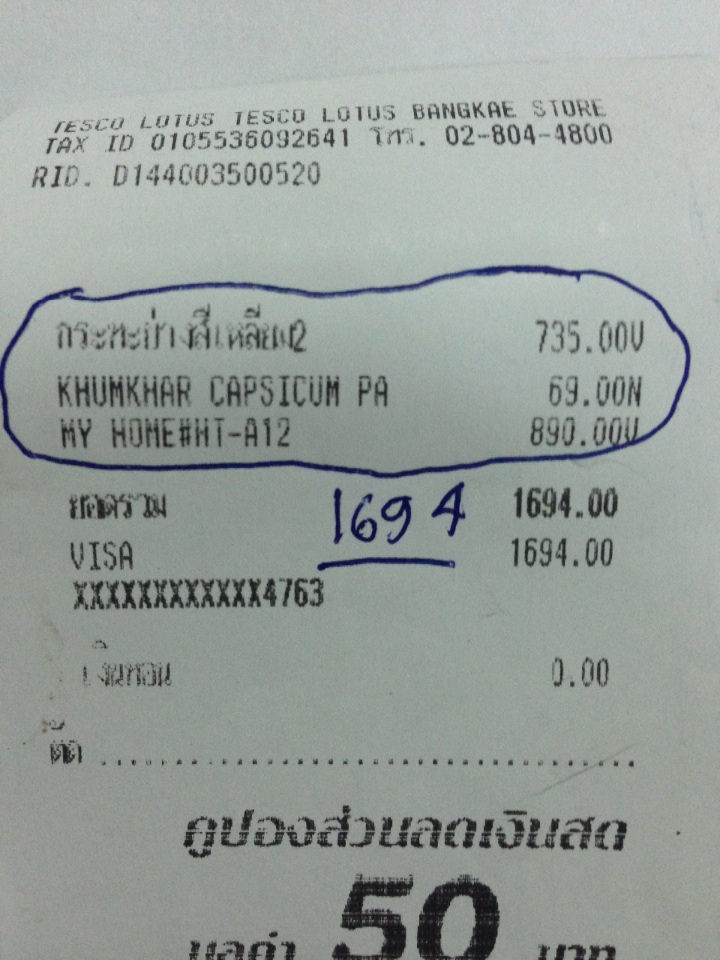 TESCO LOTUS TESCO LOTUS BANGKAE STORE
TAX ID 0105536092641 โทร. 02-804-4800
RID. D144003500520
กระทะย่างสี่เหลี่ยม2 735.00V
KHUMKHAR CAPSICUM PA 69.00N
MY HOME#HT-A12 890.00V
ยอดรวม 1694 1694.00
VISA 1694.00
XXXXXXXXXXXX4763
เงินทอน 0.00
ตัด ........................................
คูปองส่วนลดเงินสด
มูลค่า 50 บาท